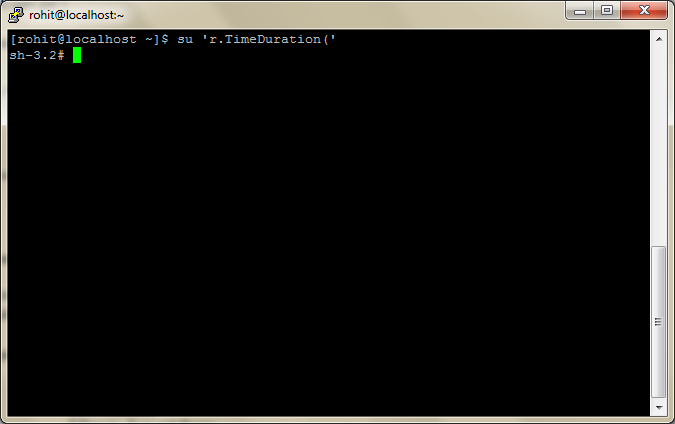 rohit@localhost:~
[rohit@localhost ~]$ su 'r.TimeDuration('
sh-3.2#